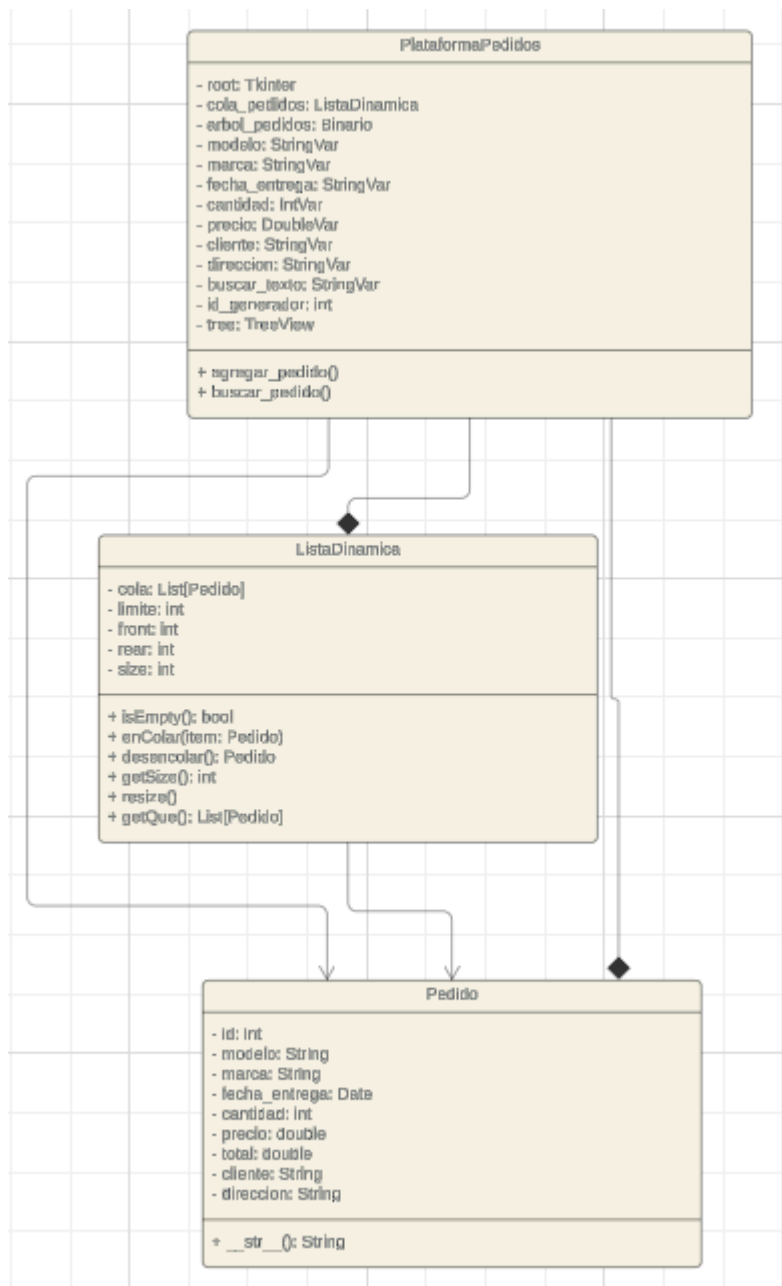 PlataformaPedidos
- root: Tkinter
- cola_pedidos: ListaDinamica
- arbol_pedidos: Binario
- modelo: StringVar
- marca: StringVar
- fecha_entrega: StringVar
- cantidad: IntVar
- precio: DoubleVar
- cliente: StringVar
- direccion: StringVar
- buscar_texto: StringVar
- id_generador: int
- tree: TreeView
+ agregar_pedido()
+ buscar_pedido()
ListaDinamica
- cola: List[Pedido]
- limite: int
- front: int
- rear: int
- size: int
+ isEmpty(): bool
+ enColar(item: Pedido)
+ desencolar(): Pedido
+ getSize(): int
+ resize()
+ getQue(): List[Pedido]
Pedido
- id: int
- modelo: String
- marca: String
- fecha_entrega: Date
- cantidad: int
- precio: double
- total: double
- cliente: String
- direccion: String
+ __str__(): String